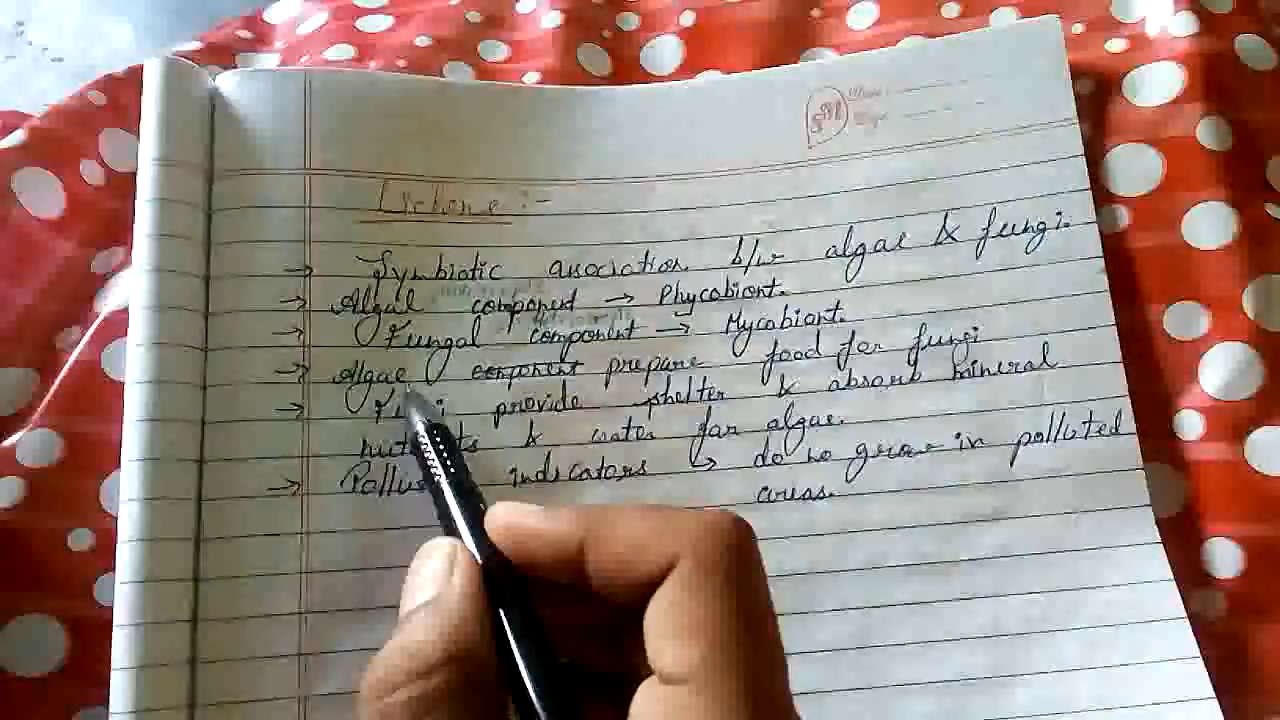 Lichens :-
→ Symbiotic association b/w algae & fungi.
→ Algal component → Phycobiont.
→ Fungal component → Mycobiont.
→ Algae component prepare food for fungi
→ provide shelter & absorb mineral
& water for algae.
→ indicators ↳ do no grow in polluted
areas.
SM